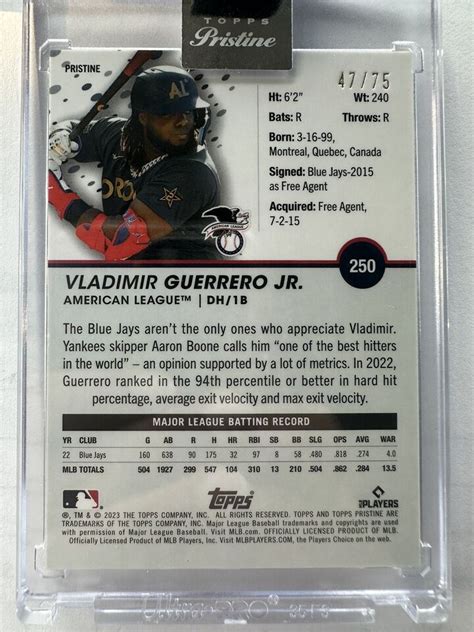 TOPPS
Pristine
PRISTINE
47/75
Ht: 6'2" Wt: 240
Bats: R Throws: R
Born: 3-16-99,
Montreal, Quebec, Canada
Signed: Blue Jays-2015
as Free Agent
Acquired: Free Agent,
7-2-15
AL
AMERICAN LEAGUE
250
VLADIMIR GUERRERO JR.
AMERICAN LEAGUE™ | DH/1B
The Blue Jays aren't the only ones who appreciate Vladimir.
Yankees skipper Aaron Boone calls him “one of the best hitters
in the world” – an opinion supported by a lot of metrics. In 2022,
Guerrero ranked in the 94th percentile or better in hard hit
percentage, average exit velocity and max exit velocity.
MAJOR LEAGUE BATTING RECORD
YR CLUB G AB R H HR RBI SB BB SLG OPS AVG WAR
22 Blue Jays 160 638 90 175 32 97 8 58 .480 .818 .274 4.0
MLB TOTALS 504 1927 299 547 104 310 13 210 .504 .862 .284 13.5
Topps
PLAYERS
®, TM & © 2023 THE TOPPS COMPANY, INC. ALL RIGHTS RESERVED. TOPPS AND TOPPS PRISTINE ARE
TRADEMARKS OF THE TOPPS COMPANY, INC. Major League Baseball trademarks and copyrights are used
with permission of Major League Baseball. Visit MLB.com. OFFICIALLY LICENSED PRODUCT OF MLB.
Officially Licensed Product of MLB Players, Inc. Visit MLBPLAYERS.com, the Players Choice on the web.
Ultra·PRO®